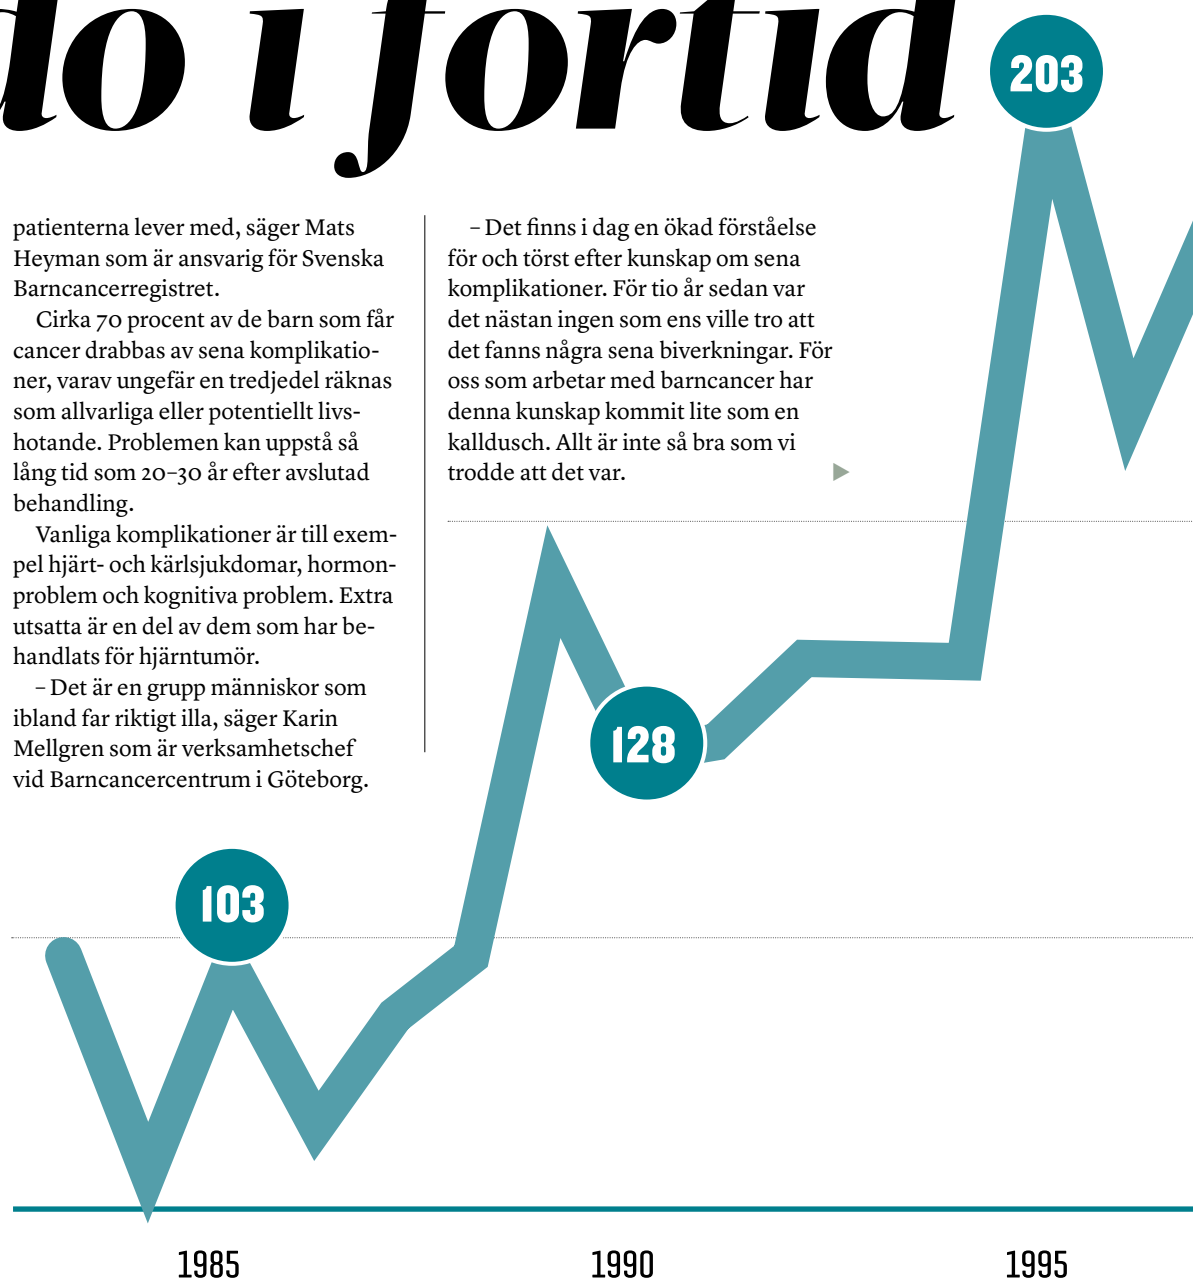 do i förtid
patienterna lever med, säger Mats
Heyman som är ansvarig för Svenska
Barncancerregistret.
Cirka 70 procent av de barn som får
cancer drabbas av sena komplikatio-
ner, varav ungefär en tredjedel räknas
som allvarliga eller potentiellt livs-
hotande. Problemen kan uppstå så
lång tid som 20–30 år efter avslutad
behandling.
Vanliga komplikationer är till exem-
pel hjärt- och kärlsjukdomar, hormon-
problem och kognitiva problem. Extra
utsatta är en del av dem som har be-
handlats för hjärntumör.
– Det är en grupp människor som
ibland far riktigt illa, säger Karin
Mellgren som är verksamhetschef
vid Barncancercentrum i Göteborg.
– Det finns i dag en ökad förståelse
för och törst efter kunskap om sena
komplikationer. För tio år sedan var
det nästan ingen som ens ville tro att
det fanns några sena biverkningar. För
oss som arbetar med barncancer har
denna kunskap kommit lite som en
kalldusch. Allt är inte så bra som vi
trodde att det var.
203
128
103
1985
1990
1995